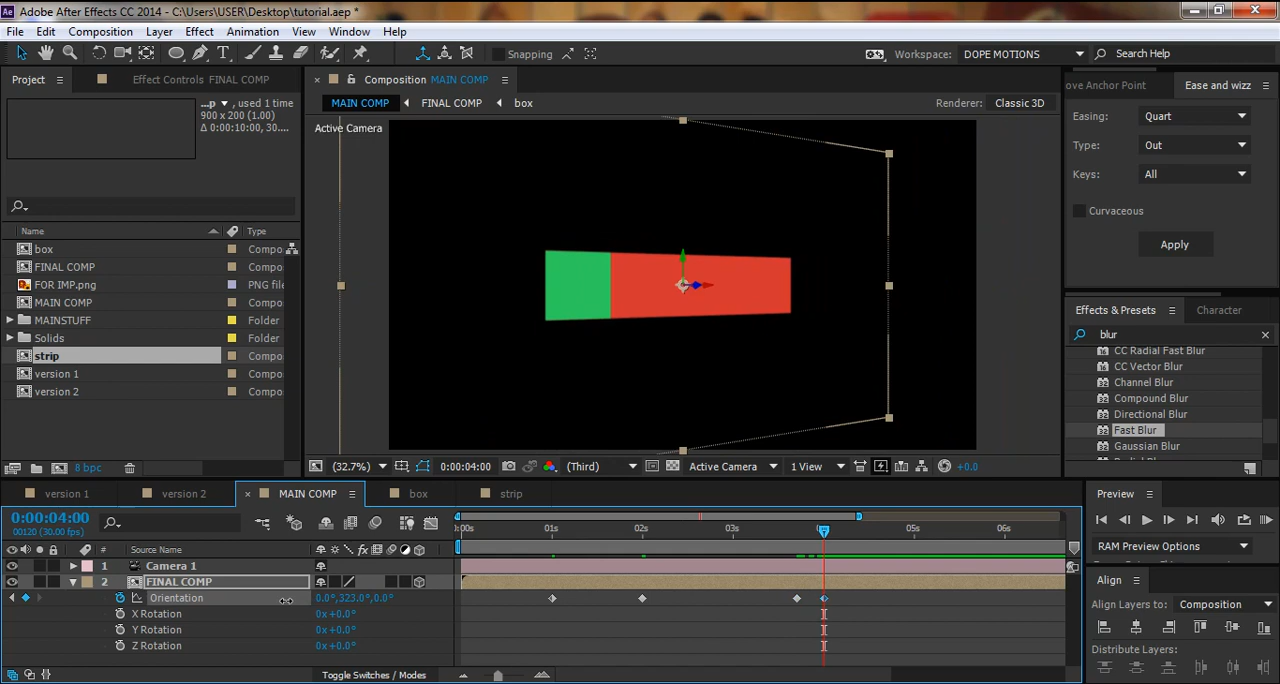 Adobe After Effects CC 2014 - C:\Users\USER\Desktop\tutorial.aep *
File Edit Composition Layer Effect Animation View Window Help
Snapping
Workspace: DOPE MOTIONS
Search Help
Project
Effect Controls FINAL COMP
Composition MAIN COMP
ove Anchor Point
Ease and wizz
...p ▼ , used 1 time
900 x 200 (1.00)
Δ 0:00:10:00, 30....
MAIN COMP FINAL COMP box
Renderer: Classic 3D
Active Camera
Easing: Quart
Type: Out
Keys: All
Curvaceous
Apply
Name Type
box Compo
FINAL COMP Compo
FOR IMP.png PNG file
MAIN COMP Compo
MAINSTUFF Folder
Solids Folder
strip Compo
version 1 Compo
version 2 Compo
Effects & Presets
Character
blur
CC Radial Fast Blur
CC Vector Blur
Channel Blur
Compound Blur
Directional Blur
Fast Blur
Gaussian Blur
8 bpc
(32.7%)
0:00:04:00
(Third)
Active Camera
1 View
+0.0
version 1
version 2
MAIN COMP
box
strip
Preview
0:00:04:00
00120 (30.00 fps)
:00s 01s 02s 03s 05s 06s
RAM Preview Options
# Source Name
1 Camera 1
2 FINAL COMP
Orientation 0.0°,323.0°,0.0°
X Rotation 0x+0.0°
Y Rotation 0x+0.0°
Z Rotation 0x+0.0°
Align
Align Layers to: Composition
Distribute Layers:
Toggle Switches / Modes